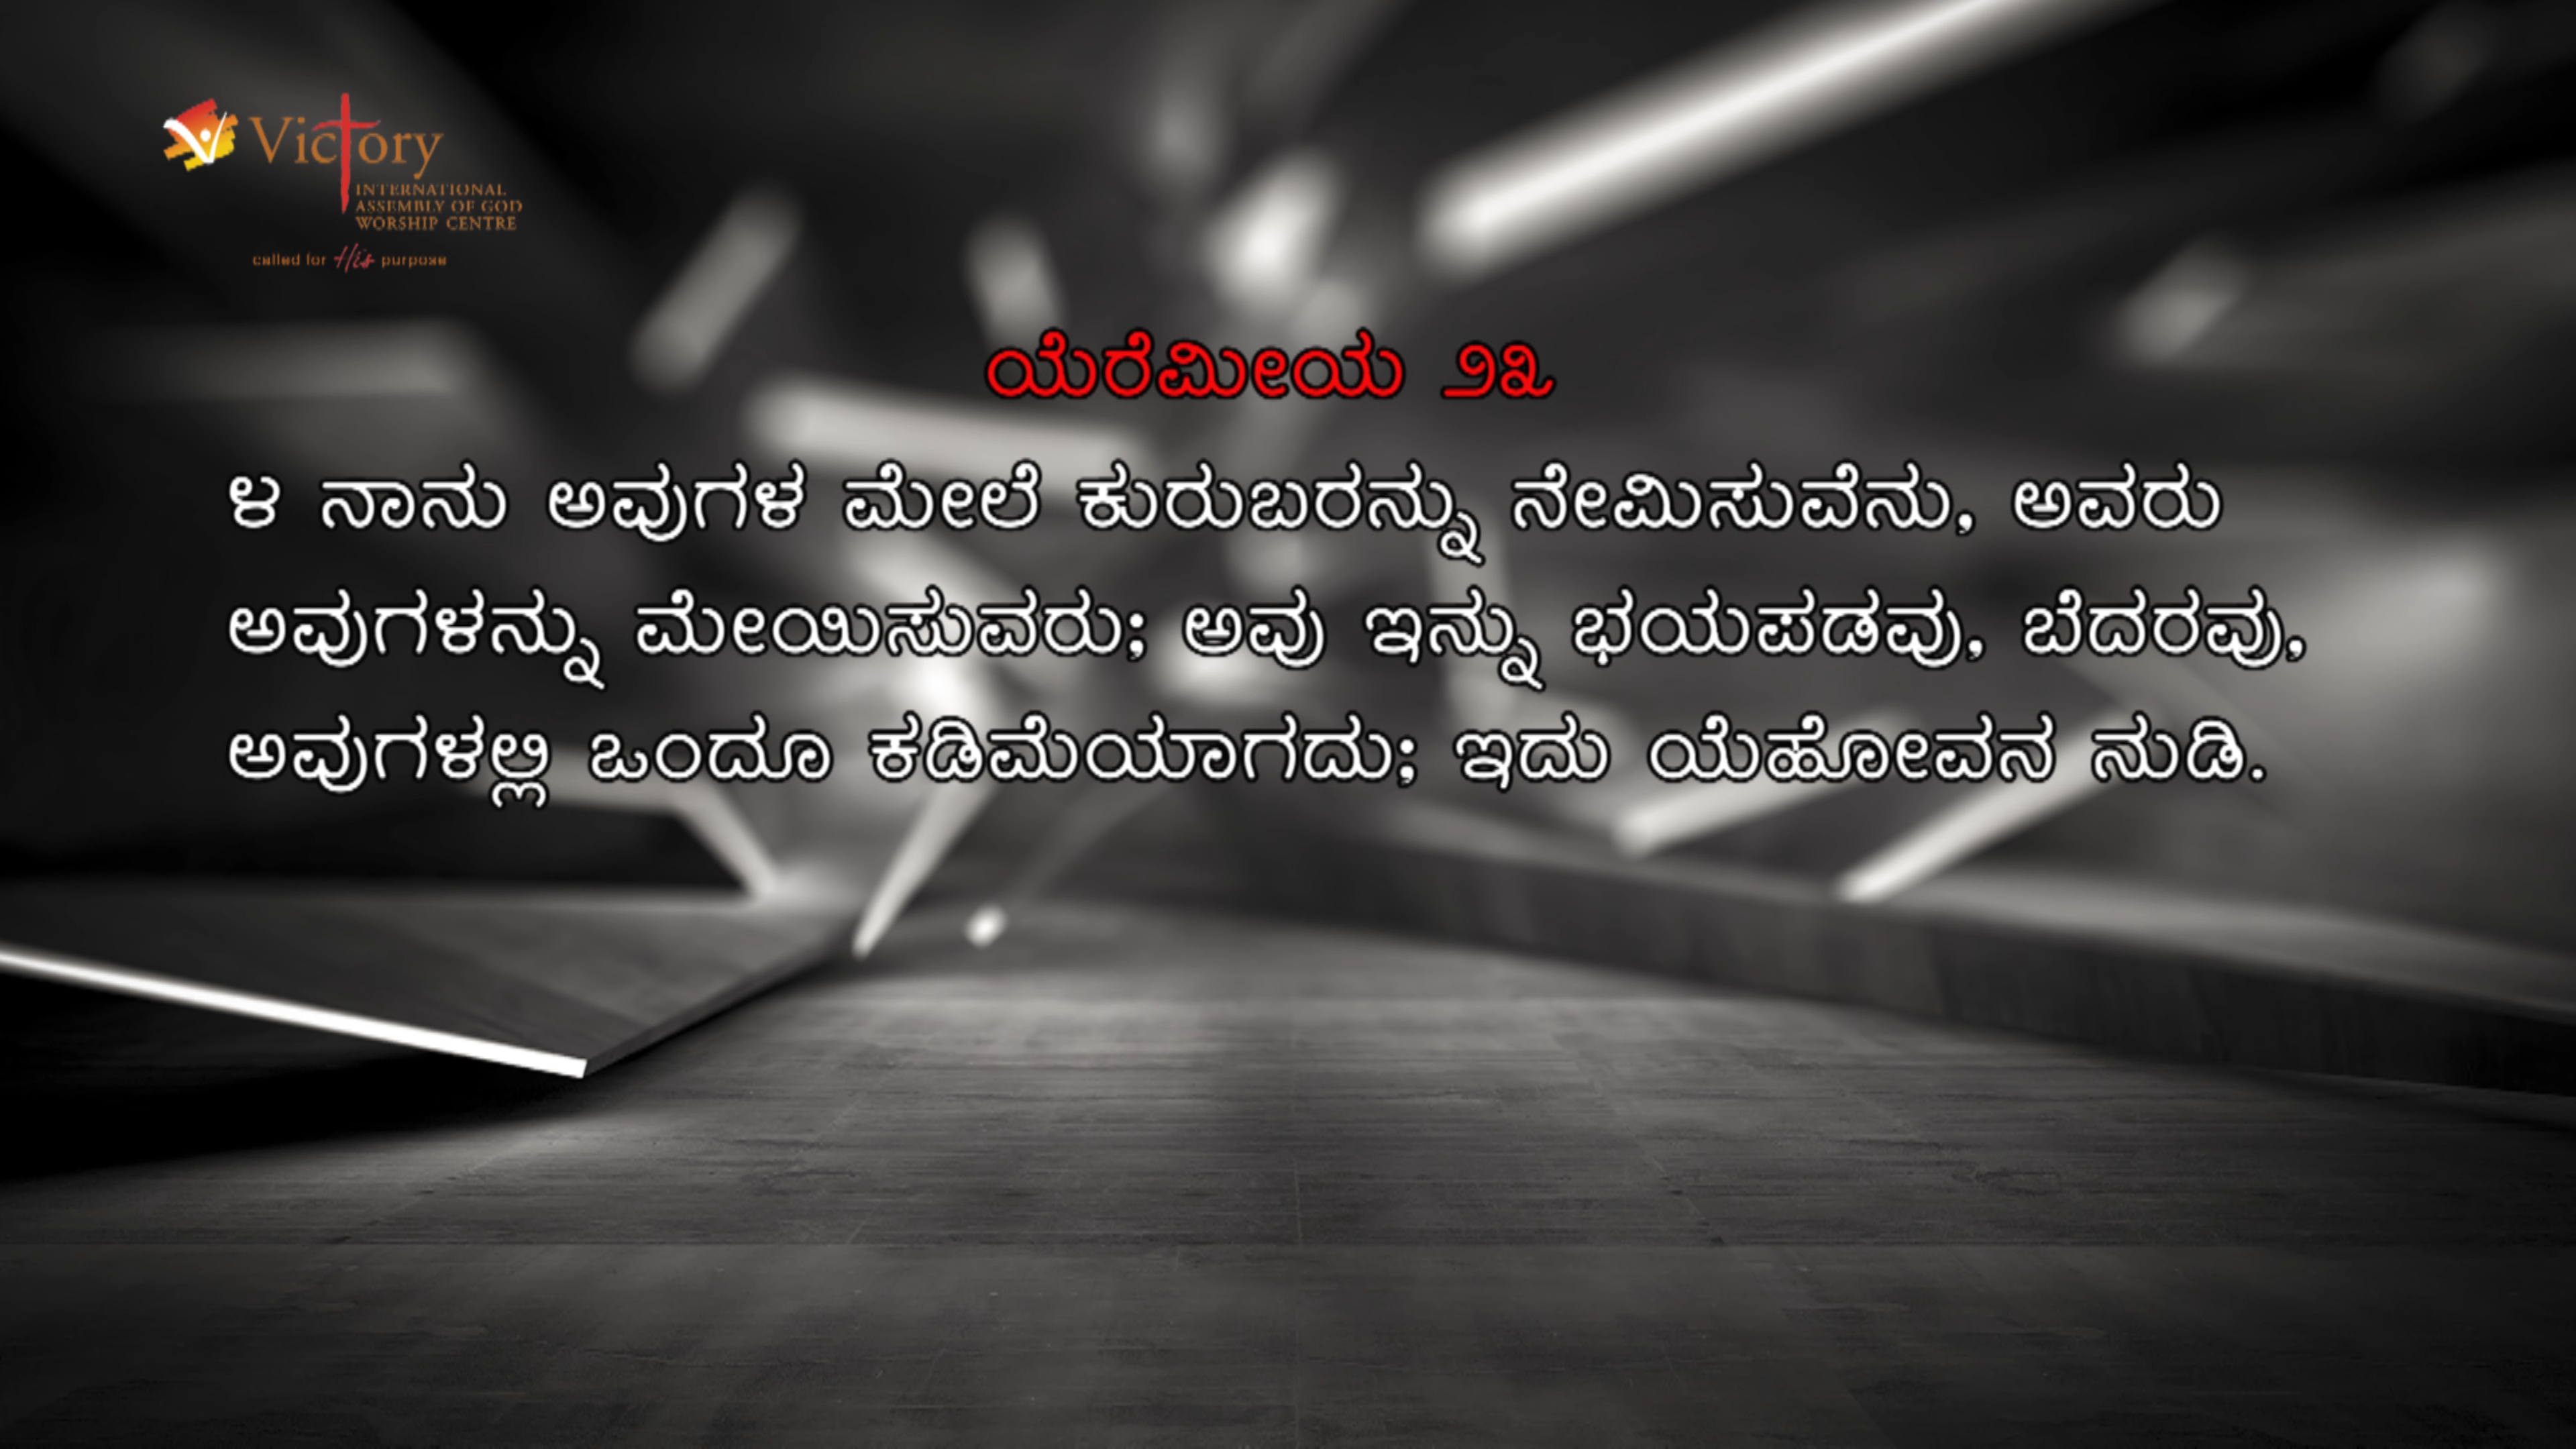 Victory
INTERNATIONAL
ASSEMBLY OF GOD
WORSHIP CENTRE
called for His purpose
ಯೆರೆಮೀಯ ೨೩
೪ ನಾನು ಅವುಗಳ ಮೇಲೆ ಕುರುಬರನ್ನು ನೇಮಿಸುವೆನು, ಅವರು
ಅವುಗಳನ್ನು ಮೇಯಿಸುವರು; ಅವು ಇನ್ನು ಭಯಪಡವು, ಬೆದರವು,
ಅವುಗಳಲ್ಲಿ ಒಂದೂ ಕಡಿಮೆಯಾಗದು; ಇದು ಯೆಹೋವನ ನುಡಿ.